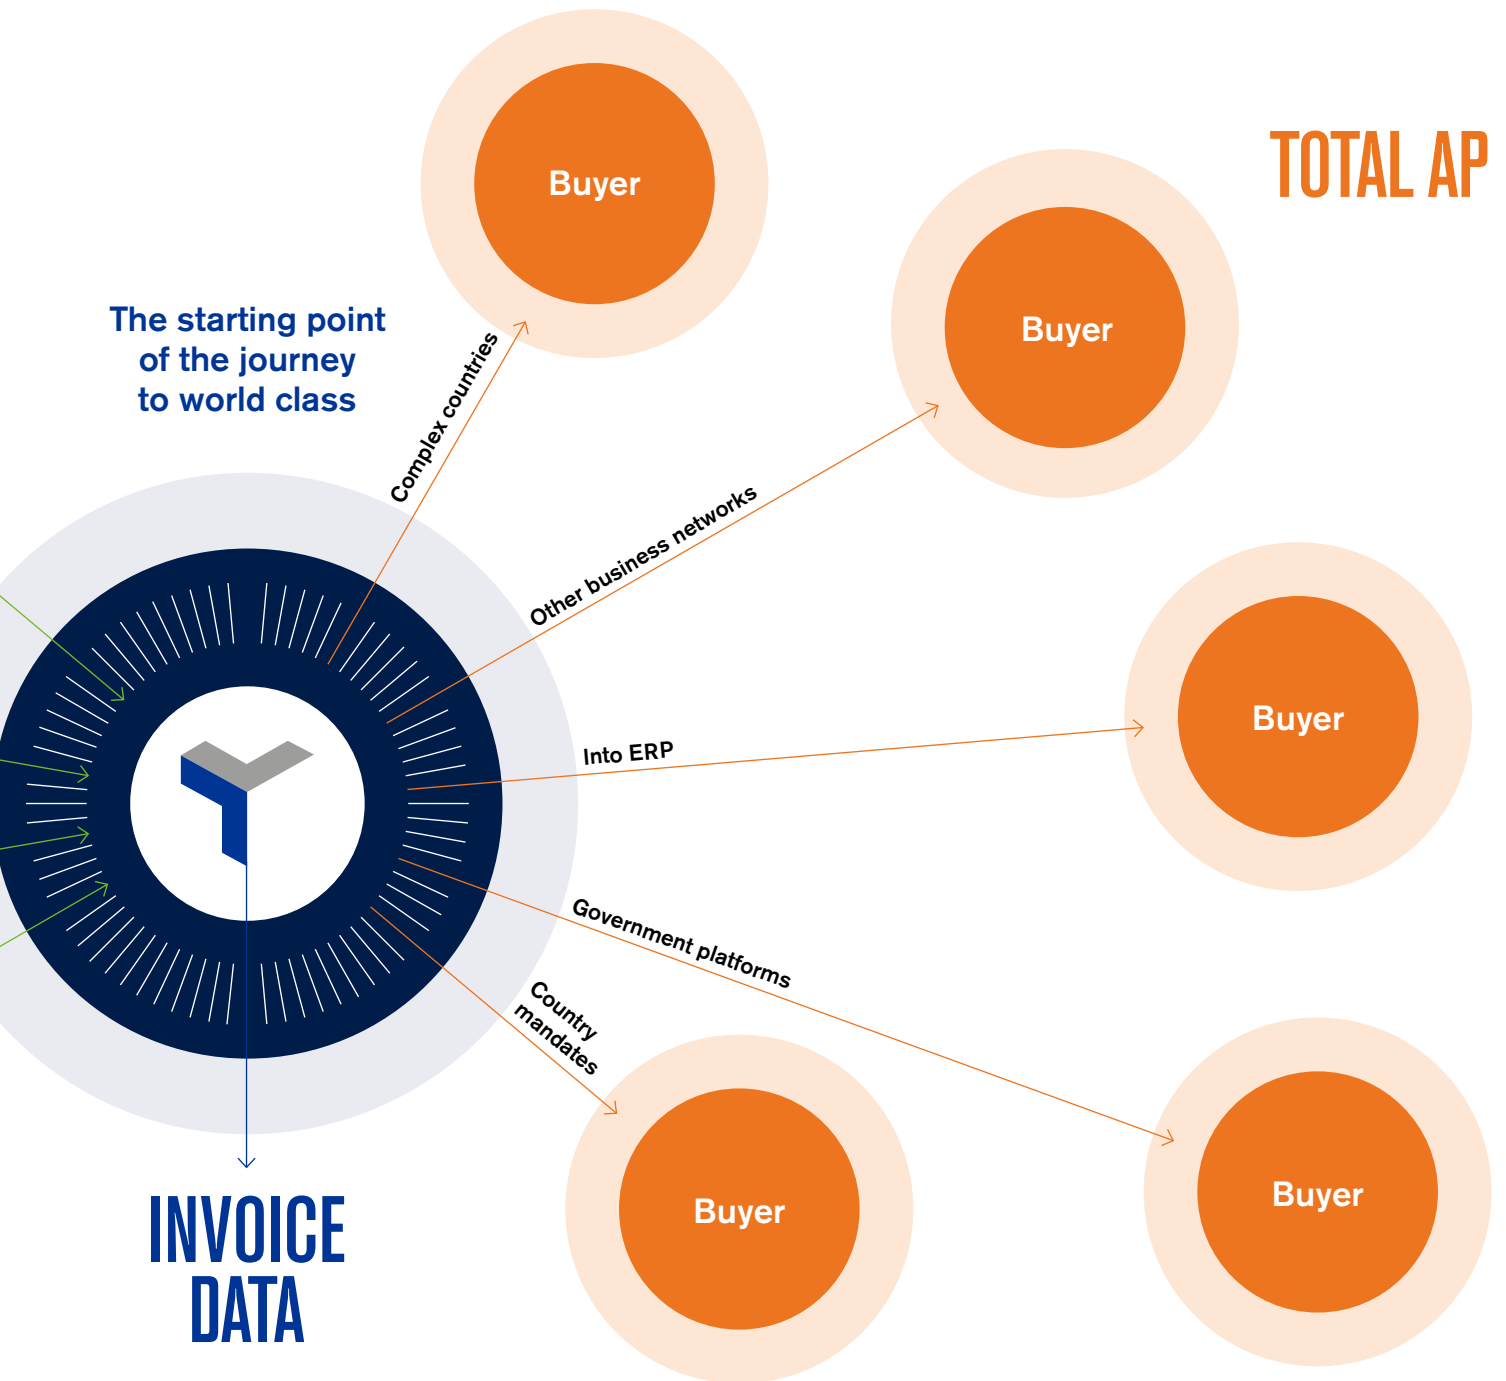 Buyer
TOTAL AP
Buyer
The starting point
of the journey
to world class
Complex countries
Other business networks
Buyer
Into ERP
Government platforms
Country
mandates
Buyer
Buyer
INVOICE
DATA